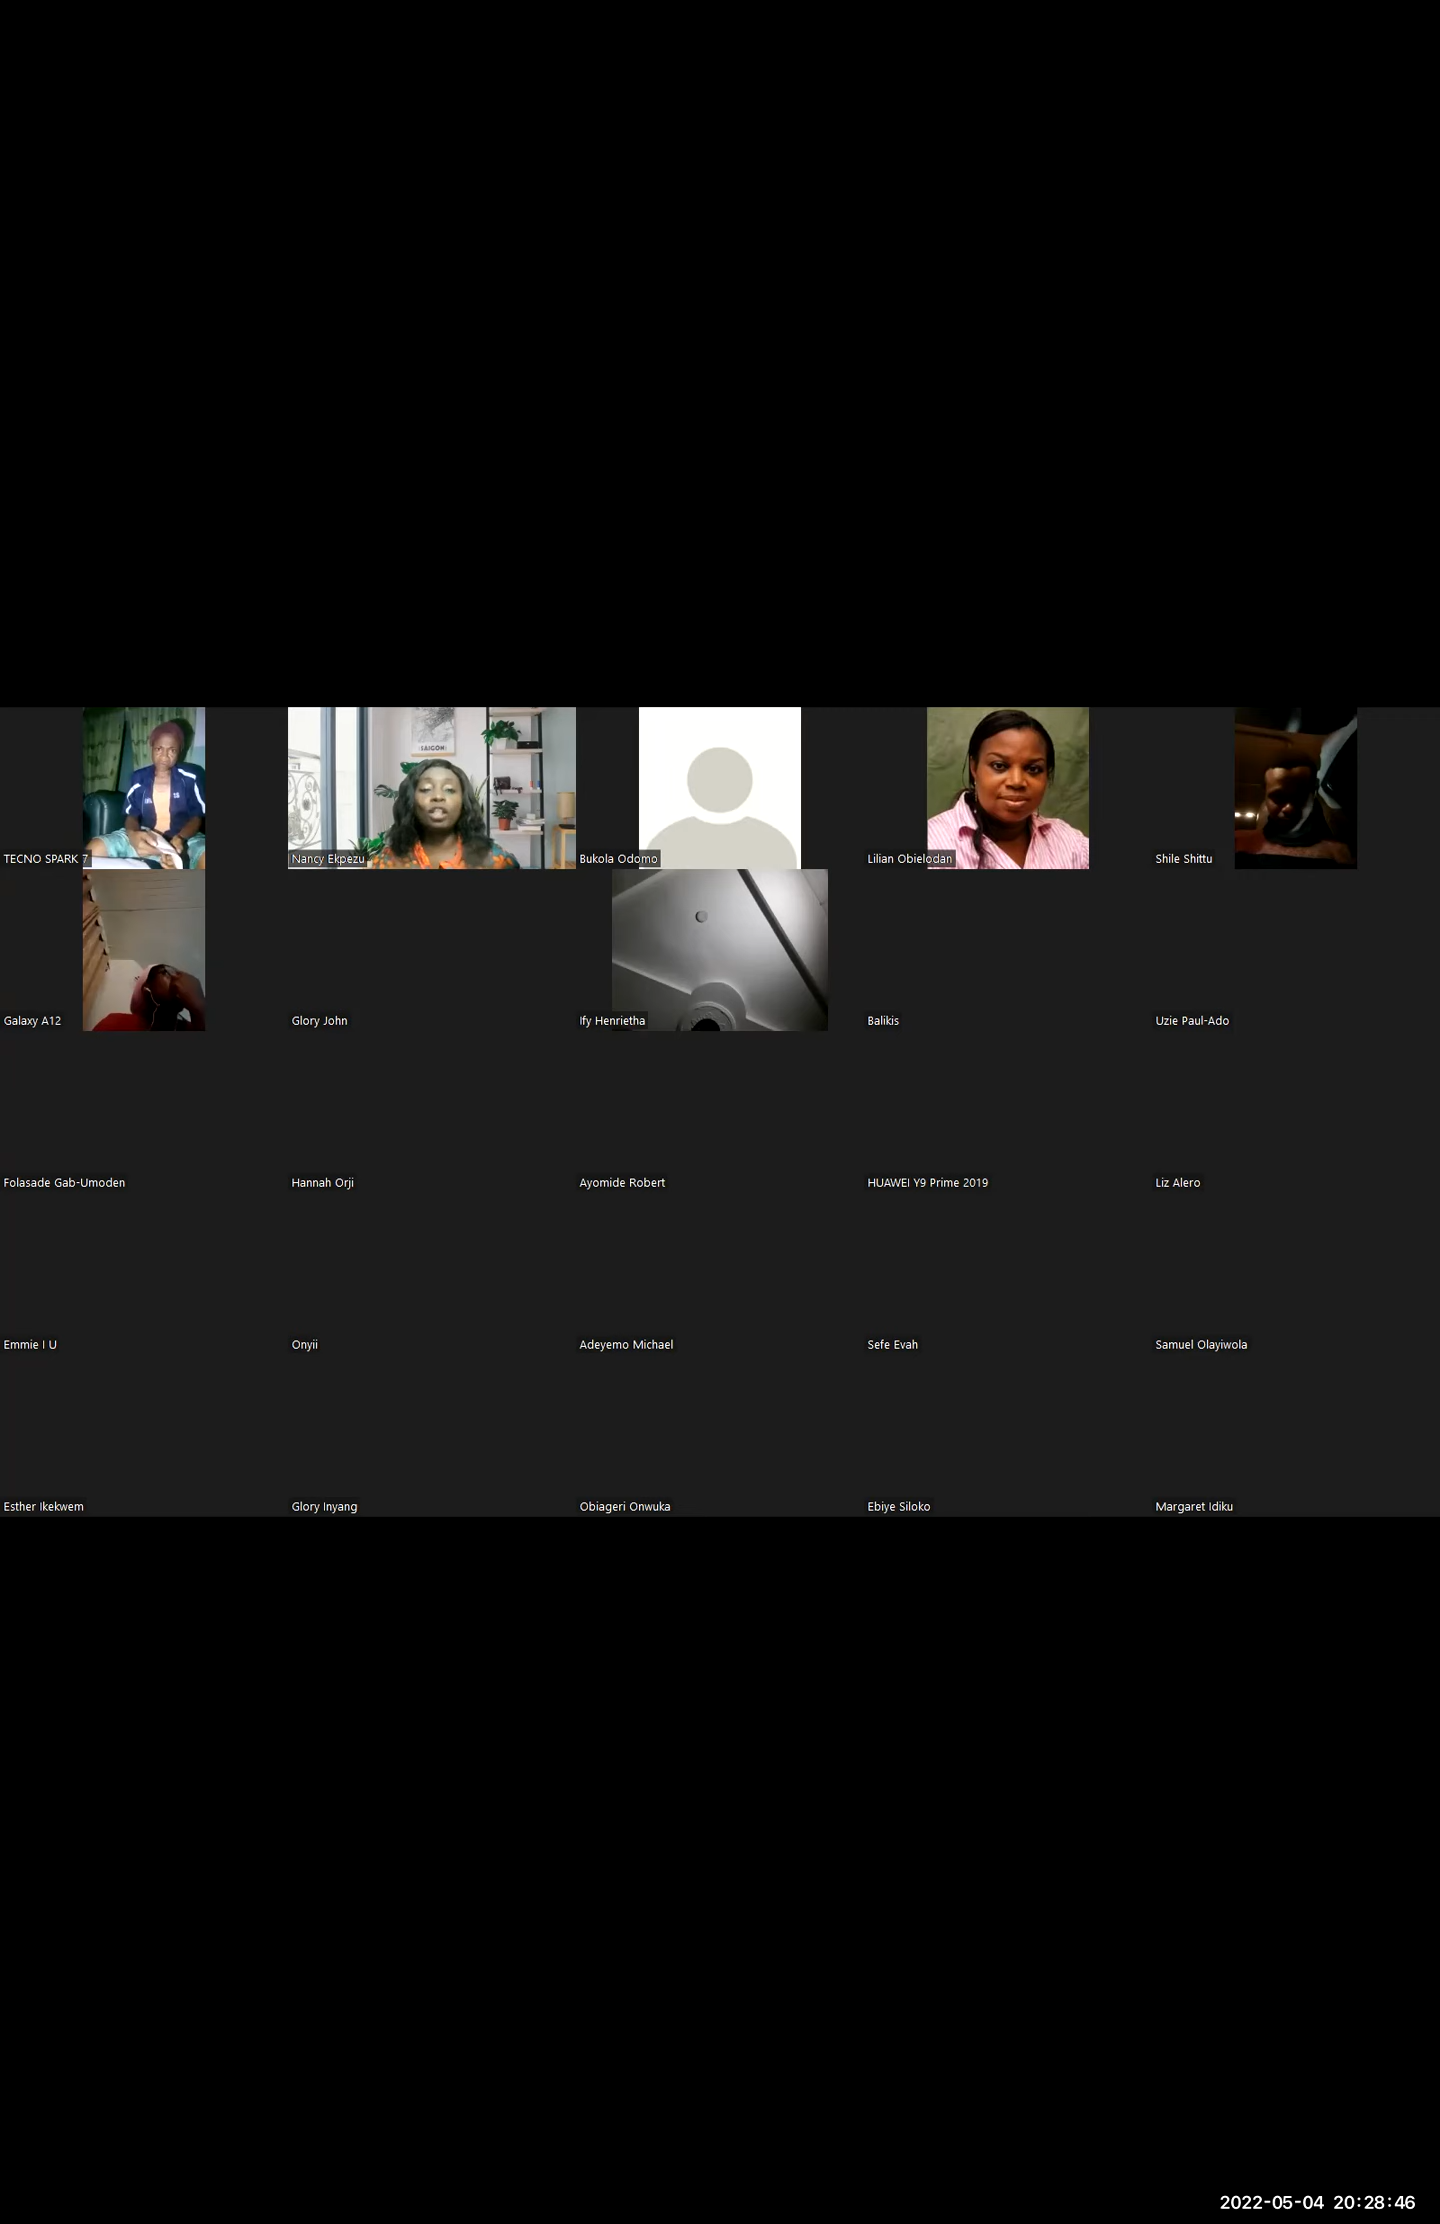 SAIGON
TECNO SPARK 7
Nancy Ekpezu
Bukola Odomo
Lilian Obielodan
Shile Shittu
Galaxy A12
Glory John
Ify Henrietha
Balikis
Uzie Paul-Ado
Folasade Gab-Umoden
Hannah Orji
Ayomide Robert
HUAWEI Y9 Prime 2019
Liz Alero
Emmie I U
Onyii
Adeyemo Michael
Sefe Evah
Samuel Olayiwola
Esther Ikekwem
Glory Inyang
Obiageri Onwuka
Ebiye Siloko
Margaret Idiku
2022-05-04 20:28:46